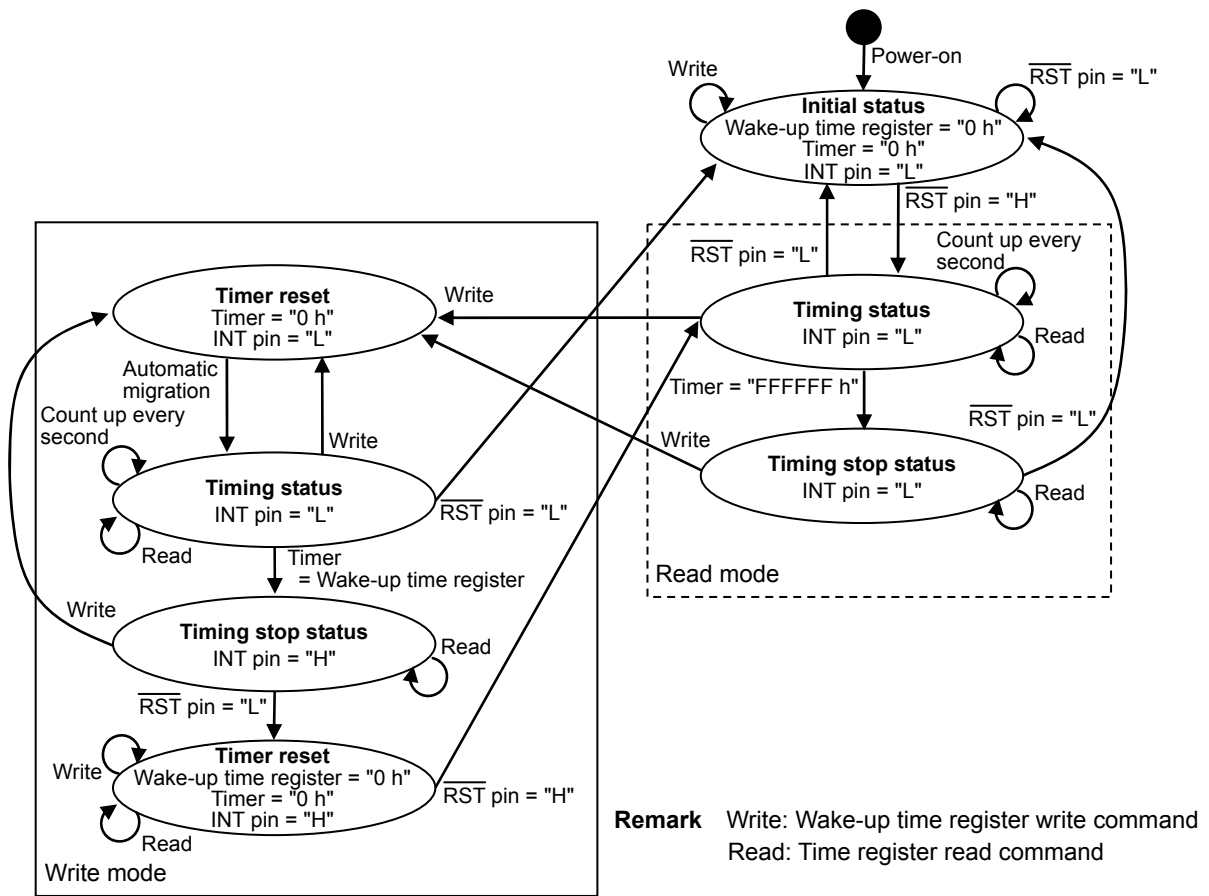 Power-on
Write
RST pin = "L"
Initial status
Wake-up time register = "0 h"
Timer = "0 h"
INT pin = "L"
RST pin = "H"
RST pin = "L"
Count up every
second
Timing status
INT pin = "L"
Read
Write
Timer = "FFFFFF h"
RST pin = "L"
Write
Timing stop status
INT pin = "L"
Read
Read mode
Timer reset
Timer = "0 h"
INT pin = "L"
Automatic
migration
Count up every
second
Write
Timing status
INT pin = "L"
RST pin = "L"
Read
Timer
= Wake-up time register
Write
Timing stop status
INT pin = "H"
Read
RST pin = "L"
Timer reset
Wake-up time register = "0 h"
Timer = "0 h"
INT pin = "H"
Write
Read
RST pin = "H"
Write mode
Remark Write: Wake-up time register write command
Read: Time register read command